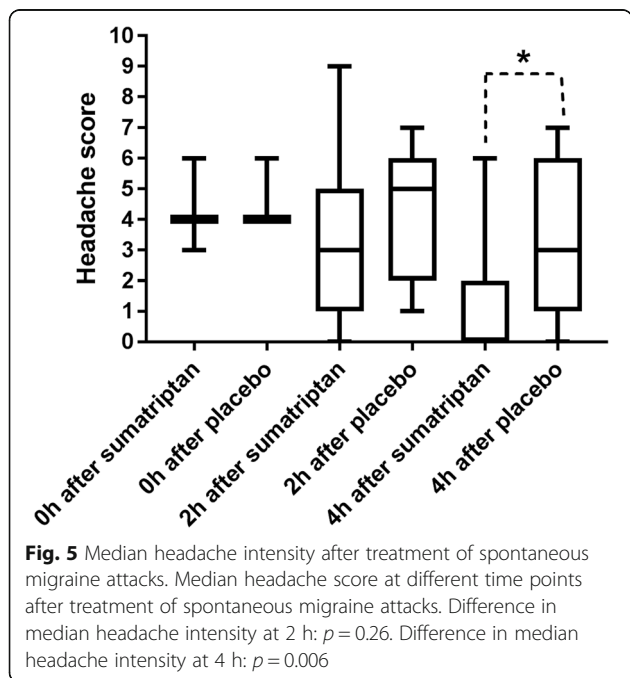 10
9
8
7
6
5
4
3
2
1
0
Headache score
*
0h after sumatriptan
0h after placebo
2h after sumatriptan
2h after placebo
4h after sumatriptan
4h after placebo
Fig. 5 Median headache intensity after treatment of spontaneous
migraine attacks. Median headache score at different time points
after treatment of spontaneous migraine attacks. Difference in
median headache intensity at 2 h: p = 0.26. Difference in median
headache intensity at 4 h: p = 0.006